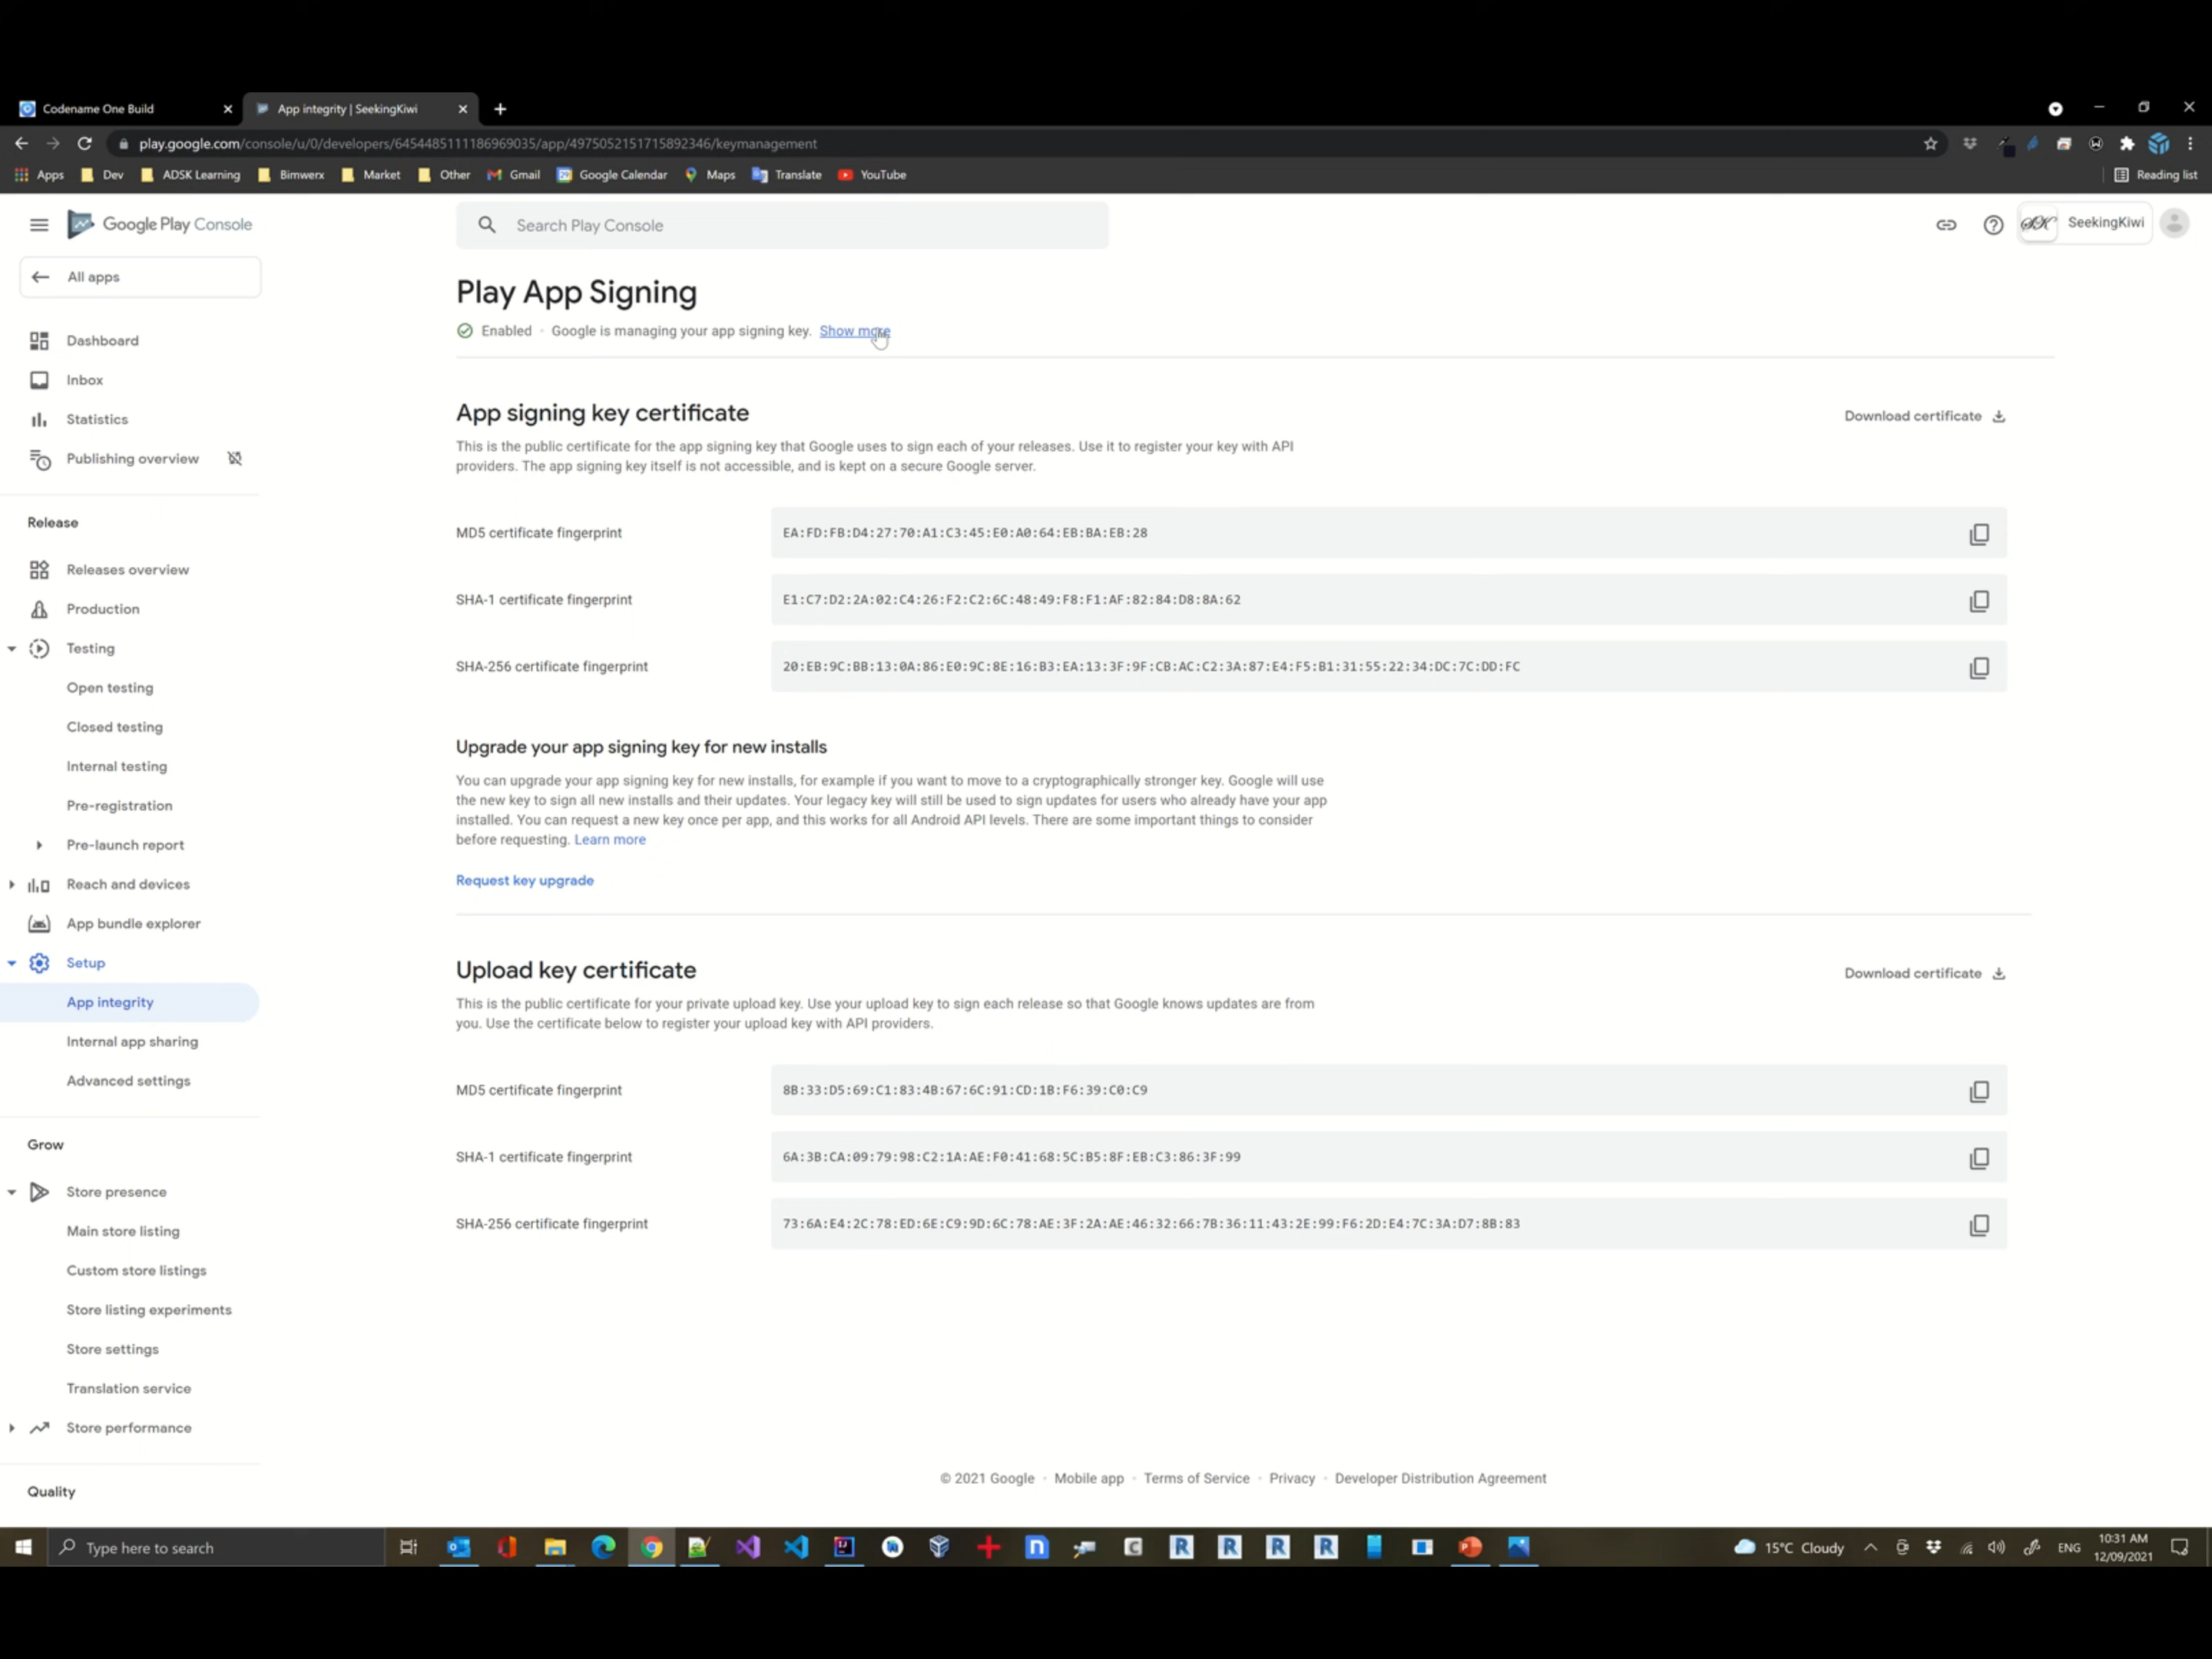 Codename One Build
App integrity | SeekingKiwi
play.google.com/console/u/0/developers/6454485111186969035/app/4975052151715892346/keymanagement
Apps Dev ADSK Learning Bimwerx Market Other Gmail Google Calendar Maps Translate YouTube Reading list
Google Play Console
Search Play Console
SK SeekingKiwi
All apps
Dashboard
Inbox
Statistics
Publishing overview
Release
Releases overview
Production
Testing
Open testing
Closed testing
Internal testing
Pre-registration
Pre-launch report
Reach and devices
App bundle explorer
Setup
App integrity
Internal app sharing
Advanced settings
Grow
Store presence
Main store listing
Custom store listings
Store listing experiments
Store settings
Translation service
Store performance
Quality
Play App Signing
Enabled · Google is managing your app signing key. Show more
App signing key certificate
Download certificate
This is the public certificate for the app signing key that Google uses to sign each of your releases. Use it to register your key with API
providers. The app signing key itself is not accessible, and is kept on a secure Google server.
MD5 certificate fingerprint EA:FD:FB:D4:27:70:A1:C3:45:E0:A0:64:EB:BA:EB:28
SHA-1 certificate fingerprint E1:C7:D2:2A:02:C4:26:F2:C2:6C:48:49:F8:F1:AF:82:84:D8:8A:62
SHA-256 certificate fingerprint 20:EB:9C:BB:13:0A:86:E0:9C:8E:16:B3:EA:13:3F:9F:CB:AC:C2:3A:87:E4:F5:B1:31:55:22:34:DC:7C:DD:FC
Upgrade your app signing key for new installs
You can upgrade your app signing key for new installs, for example if you want to move to a cryptographically stronger key. Google will use
the new key to sign all new installs and their updates. Your legacy key will still be used to sign updates for users who already have your app
installed. You can request a new key once per app, and this works for all Android API levels. There are some important things to consider
before requesting. Learn more
Request key upgrade
Upload key certificate
Download certificate
This is the public certificate for your private upload key. Use your upload key to sign each release so that Google knows updates are from
you. Use the certificate below to register your upload key with API providers.
MD5 certificate fingerprint 8B:33:D5:69:C1:83:4B:67:6C:91:CD:1B:F6:39:C0:C9
SHA-1 certificate fingerprint 6A:3B:CA:09:79:98:C2:1A:AE:F0:41:68:5C:B5:8F:EB:C3:86:3F:99
SHA-256 certificate fingerprint 73:6A:E4:2C:78:ED:6E:C9:9D:6C:78:AE:3F:2A:AE:46:32:66:7B:36:11:43:2E:99:F6:2D:E4:7C:3A:D7:8B:83
© 2021 Google · Mobile app · Terms of Service · Privacy · Developer Distribution Agreement
Type here to search
15°C Cloudy
ENG
10:31 AM
12/09/2021